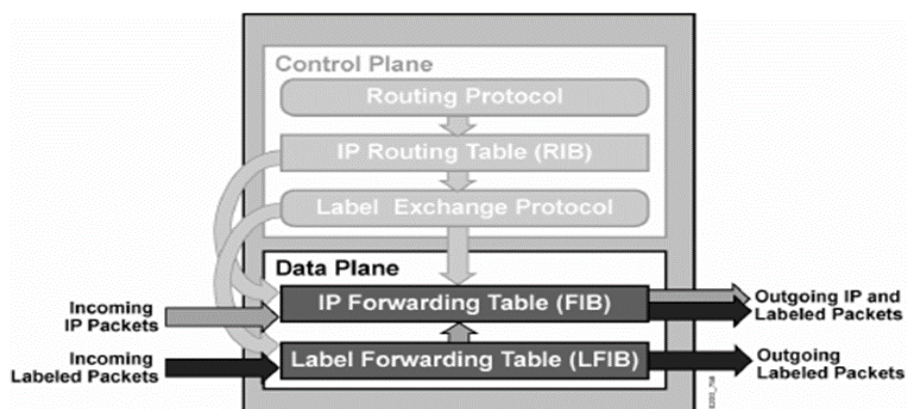 Control Plane
Routing Protocol
IP Routing Table (RIB)
Label Exchange Protocol
Data Plane
Incoming
IP Packets
IP Forwarding Table (FIB)
Outgoing IP and
Labeled Packets
Incoming
Labeled Packets
Label Forwarding Table (LFIB)
Outgoing
Labeled Packets